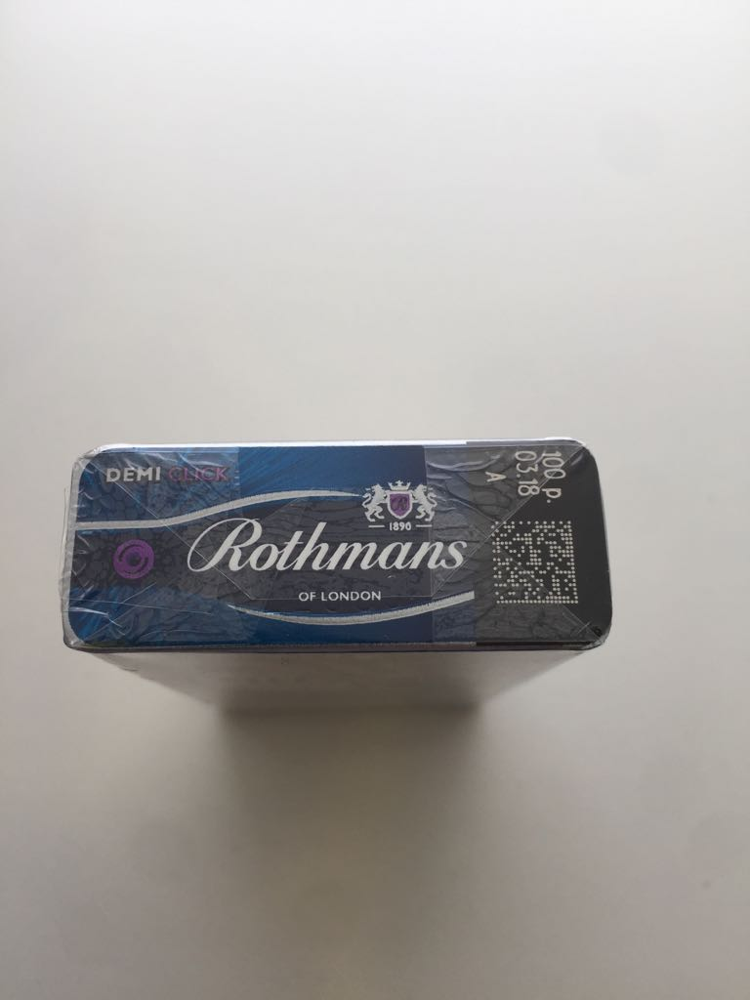 DEMI CLICK
1890
Rothmans
OF LONDON
100 р.
03.18
A